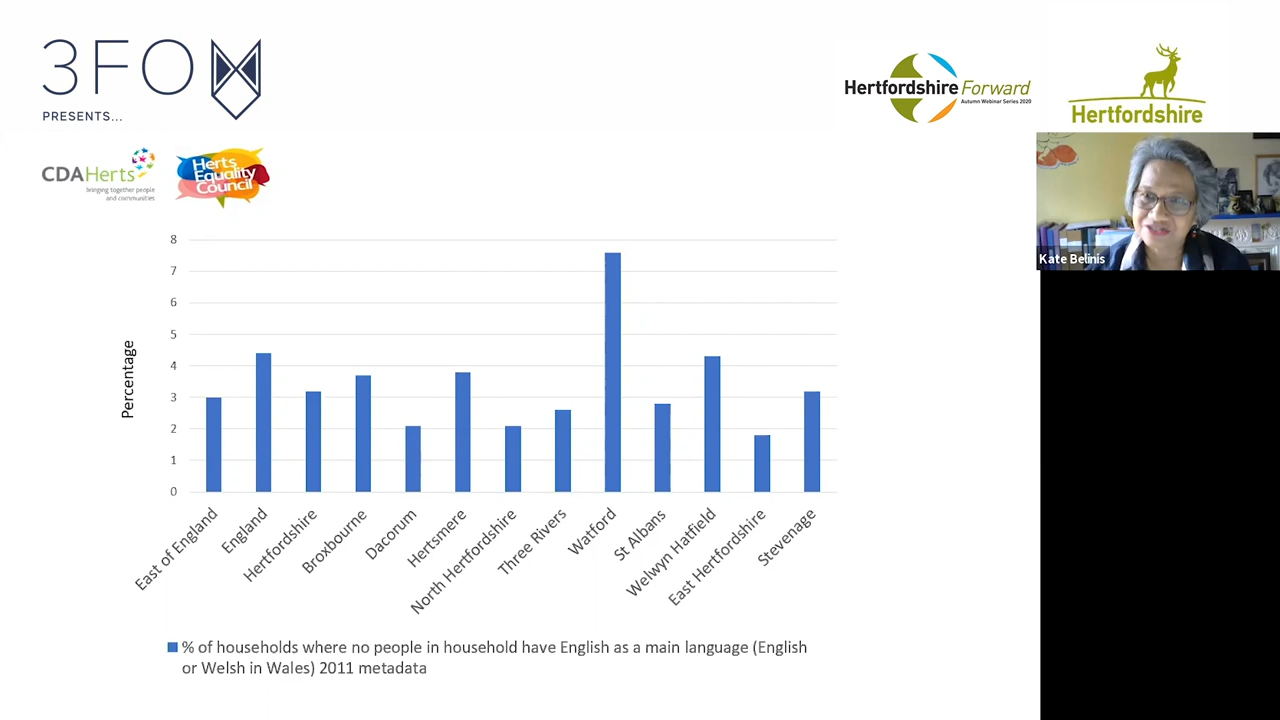 3FOX
PRESENTS...
Hertfordshire Forward
Autumn Webinar Series 2020
Hertfordshire
CDAHerts
bringing together people
and communities
Herts
Equality
Council
Kate Belinis
8
7
6
5
4
3
2
1
0
Percentage
East of England
England
Hertfordshire
Broxbourne
Dacorum
Hertsmere
North Hertfordshire
Three Rivers
Watford
St Albans
Welwyn Hatfield
East Hertfordshire
Stevenage
% of households where no people in household have English as a main language (English
or Welsh in Wales) 2011 metadata